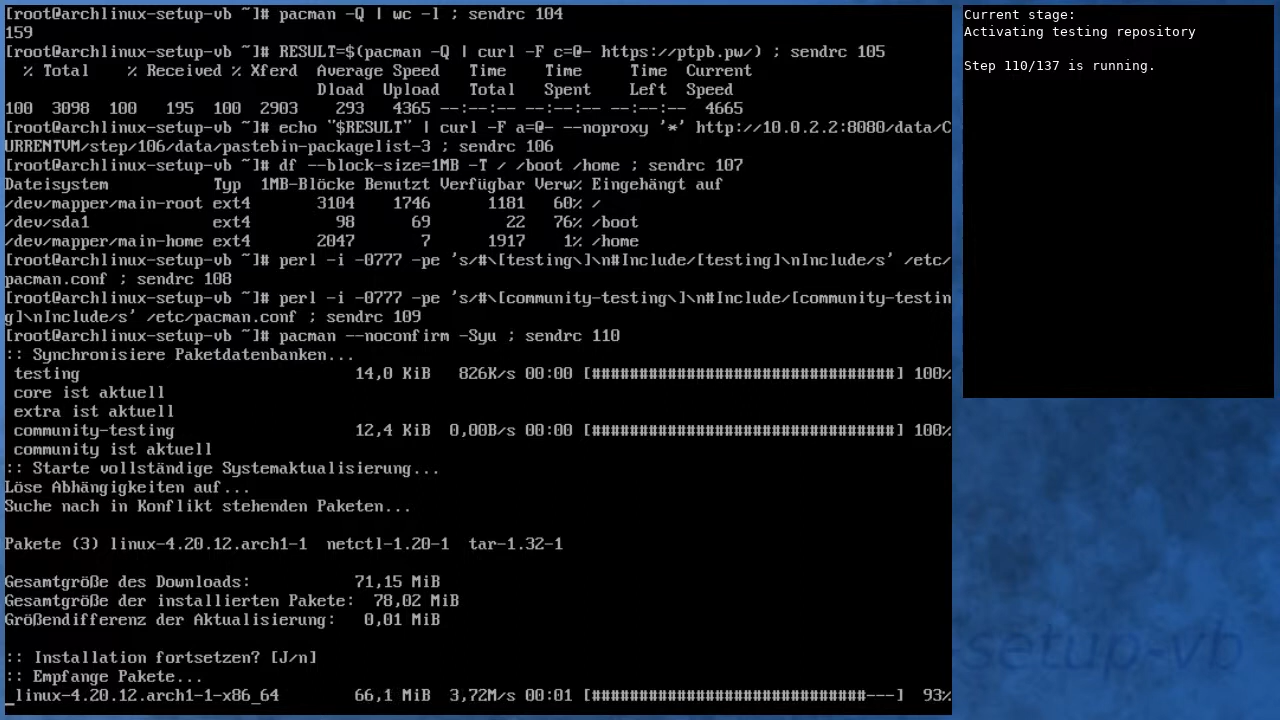 [root@archlinux-setup-vb ~]# pacman -Q | wc -l ; sendrc 104
159
[root@archlinux-setup-vb ~]# RESULT=$(pacman -Q | curl -F c=@- https://ptpb.pw/) ; sendrc 105
  % Total    % Received % Xferd  Average Speed   Time    Time     Time  Current
                                 Dload  Upload   Total   Spent    Left  Speed
100  3098  100   195  100  2903    293   4365 --:--:-- --:--:-- --:--:--  4665
[root@archlinux-setup-vb ~]# echo "$RESULT" | curl -F a=@- --noproxy '*' http://10.0.2.2:8080/data/C
URRENTVM/step/106/data/pastebin-packagelist-3 ; sendrc 106
[root@archlinux-setup-vb ~]# df --block-size=1MB -T / /boot /home ; sendrc 107
Dateisystem           Typ  1MB-Blöcke Benutzt Verfügbar Verw% Eingehängt auf
/dev/mapper/main-root ext4       3104    1746      1181   60% /
/dev/sda1             ext4         98      69        22   76% /boot
/dev/mapper/main-home ext4       2047       7      1917    1% /home
[root@archlinux-setup-vb ~]# perl -i -0777 -pe 's/#\[testing\]\n#Include/[testing]\nInclude/s' /etc/
pacman.conf ; sendrc 108
[root@archlinux-setup-vb ~]# perl -i -0777 -pe 's/#\[community-testing\]\n#Include/[community-testin
g]\nInclude/s' /etc/pacman.conf ; sendrc 109
[root@archlinux-setup-vb ~]# pacman --noconfirm -Syu ; sendrc 110
:: Synchronisiere Paketdatenbanken...
 testing                             14,0 KiB   826K/s 00:00 [################################] 100%
 core ist aktuell
 extra ist aktuell
 community-testing                   12,4 KiB  0,00B/s 00:00 [################################] 100%
 community ist aktuell
:: Starte vollständige Systemaktualisierung...
Löse Abhängigkeiten auf...
Suche nach in Konflikt stehenden Paketen...
Pakete (3) linux-4.20.12.arch1-1  netctl-1.20-1  tar-1.32-1
Gesamtgröße des Downloads:           71,15 MiB
Gesamtgröße der installierten Pakete:  78,02 MiB
Größendifferenz der Aktualisierung:   0,01 MiB
:: Installation fortsetzen? [J/n]
:: Empfange Pakete...
 linux-4.20.12.arch1-1-x86_64        66,1 MiB  3,72M/s 00:01 [#############################---]  93%
Current stage:
Activating testing repository
Step 110/137 is running.
-setup-vb